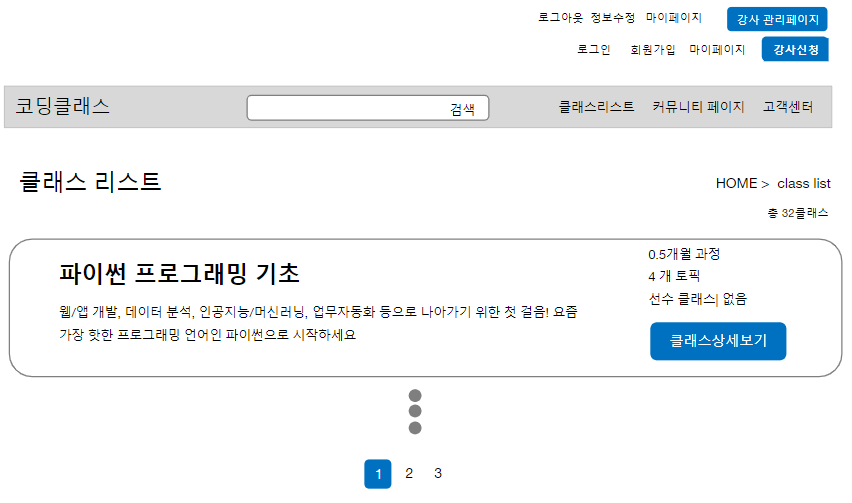 로그아웃 정보수정 마이페이지 강사 관리페이지
로그인 회원가입 마이페이지 강사신청
코딩클래스 검색 클래스리스트 커뮤니티 페이지 고객센터
클래스 리스트 HOME > class list
총 32클래스
파이썬 프로그래밍 기초
웹/앱 개발, 데이터 분석, 인공지능/머신러닝, 업무자동화 등으로 나아가기 위한 첫 걸음! 요즘
가장 핫한 프로그래밍 언어인 파이썬으로 시작하세요
0.5개월 과정
4 개 토픽
선수 클래스| 없음
클래스상세보기
1 2 3